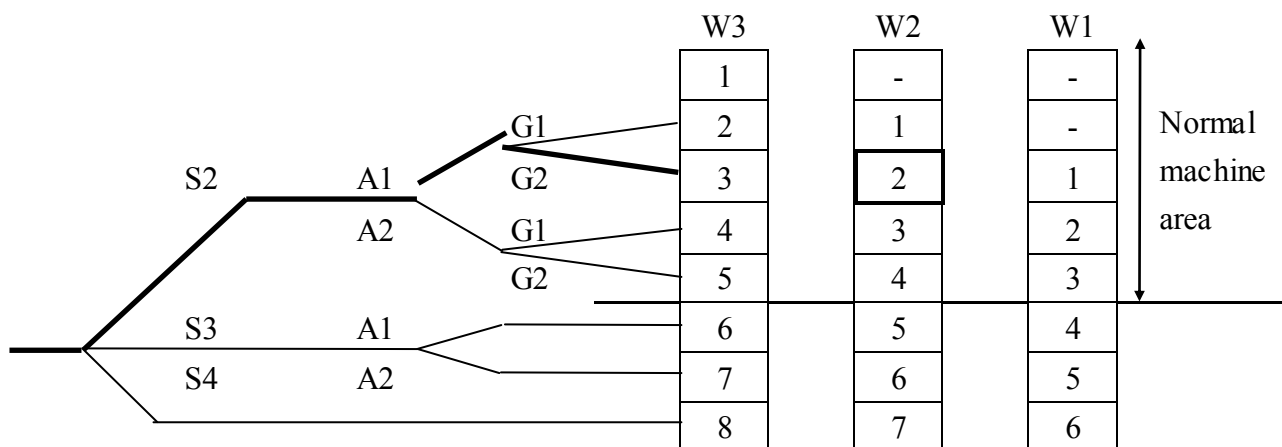 W3 W2 W1
1 - -
G1 2 1 - Normal
S2 A1 G2 3 2 1 machine
A2 G1 4 3 2 area
G2 5 4 3
S3 A1 6 5 4
S4 A2 7 6 5
8 7 6